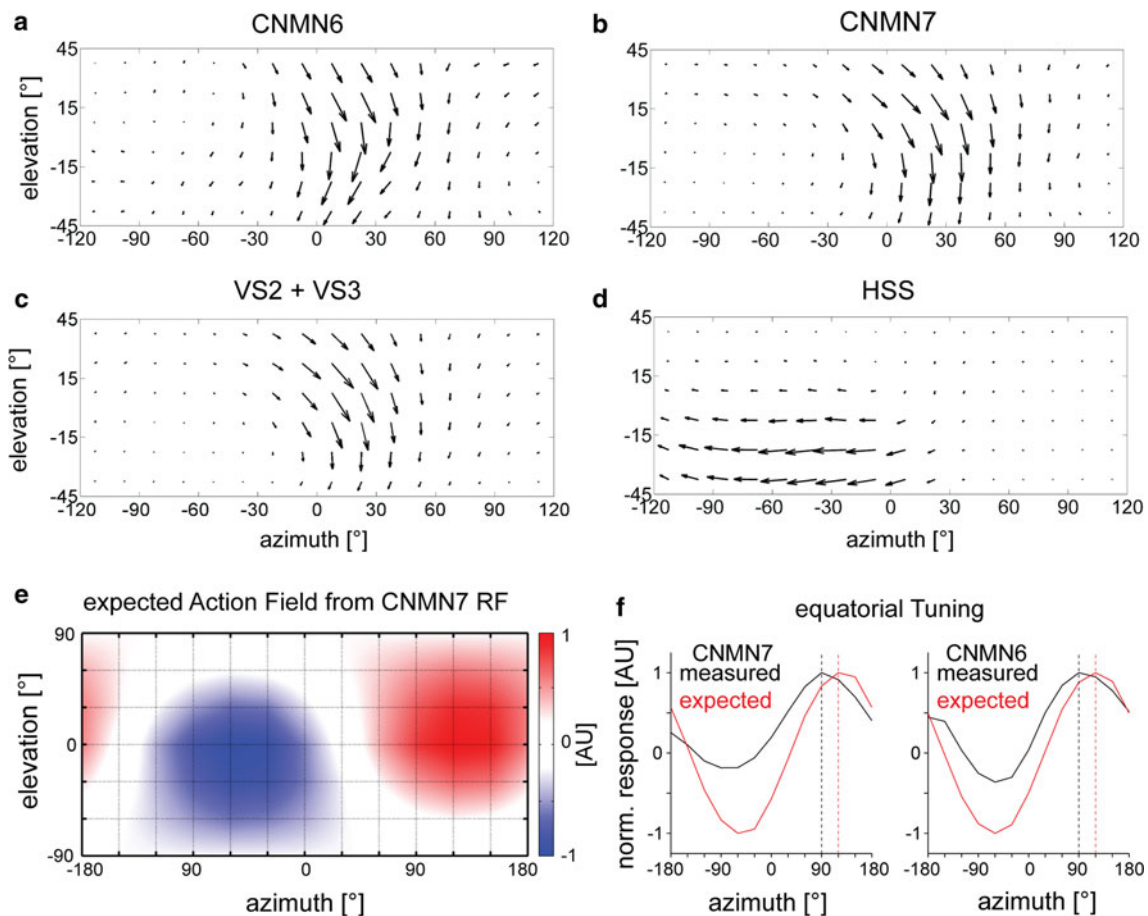 a
CNMN6
b
CNMN7
45
15
-15
-45
elevation [°]
-120 -90 -60 -30 0 30 60 90 120
45
15
-15
-45
-120 -90 -60 -30 0 30 60 90 120
c
VS2 + VS3
d
HSS
45
15
-15
-45
elevation [°]
-120 -90 -60 -30 0 30 60 90 120
azimuth [°]
45
15
-15
-45
-120 -90 -60 -30 0 30 60 90 120
azimuth [°]
e
expected Action Field from CNMN7 RF
90
0
-90
elevation [°]
-180 -90 0 90 180
azimuth [°]
1
0
-1
[AU]
f
equatorial Tuning
norm. response [AU]
1
0
-1
CNMN7
measured
expected
-180 -90 0 90 180
azimuth [°]
1
0
-1
CNMN6
measured
expected
-180 -90 0 90 180
azimuth [°]